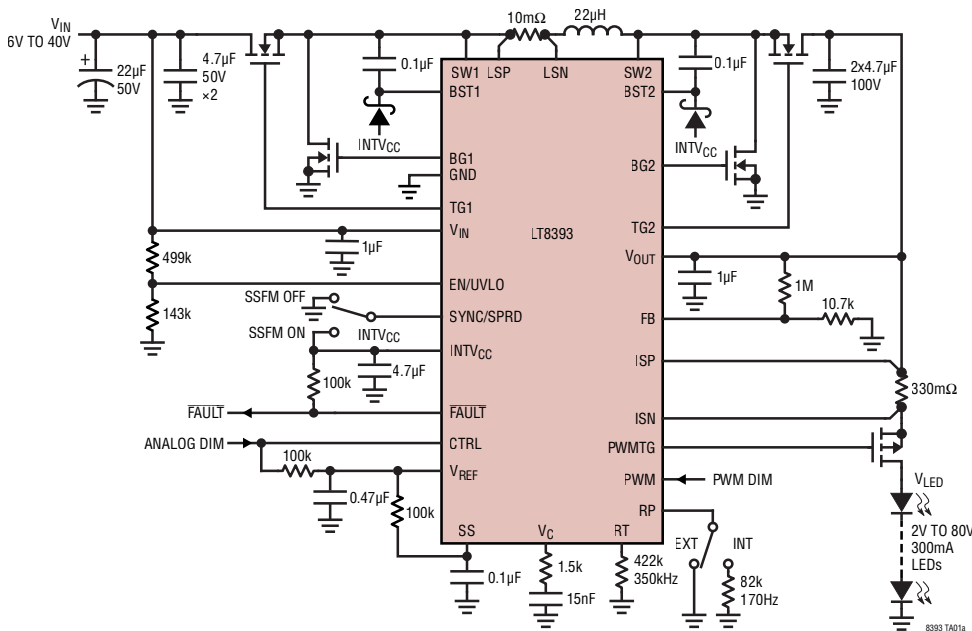 VIN
6V TO 40V
+
22µF
50V
4.7µF
50V
×2
0.1µF
INTVCC
10mΩ
22µH
0.1µF
INTVCC
2x4.7µF
100V
SW1
LSP
LSN
SW2
BST1
BST2
BG1
GND
BG2
TG1
TG2
VIN
LT8393
VOUT
1µF
1µF
499k
1M
143k
EN/UVLO
10.7k
FB
SSFM OFF
SYNC/SPRD
SSFM ON
INTVCC
INTVCC
ISP
4.7µF
100k
330mΩ
FAULT
FAULT
ISN
ANALOG DIM
CTRL
PWMTG
100k
VREF
PWM
PWM DIM
VLED
0.47µF
100k
RP
2V TO 80V
300mA
LEDs
SS
VC
RT
EXT
INT
0.1µF
1.5k
15nF
422k
350kHz
82k
170Hz
8393 TA01a